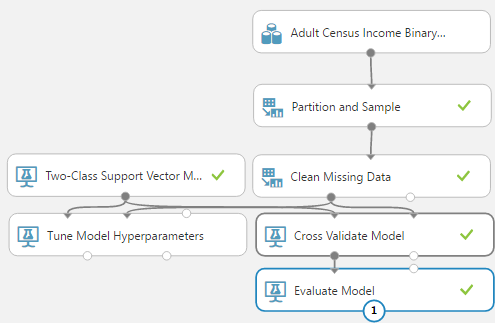 Adult Census Income Binary...
Partition and Sample
Two-Class Support Vector M...
Clean Missing Data
Tune Model Hyperparameters
Cross Validate Model
Evaluate Model
1